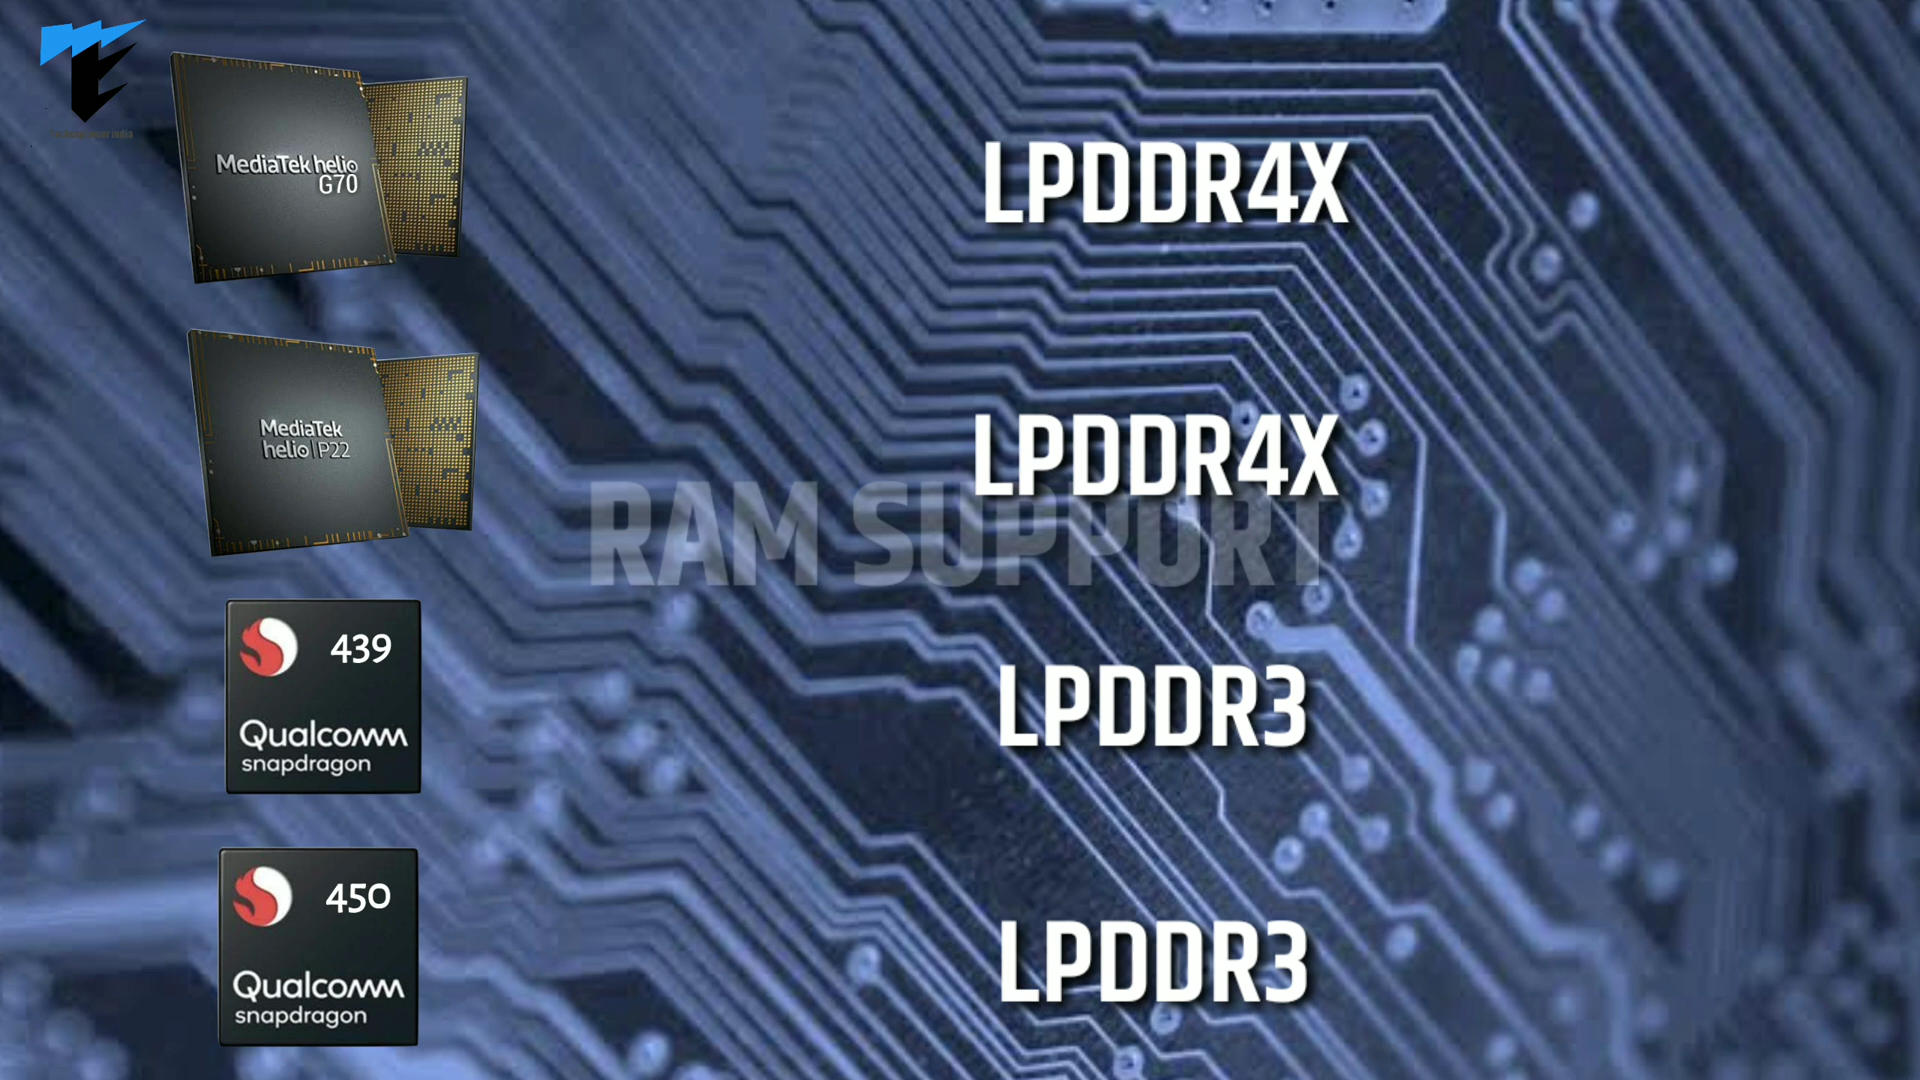 MediaTek helio
G70
LPDDR4X
MediaTek
helio P22
LPDDR4X
RAM SUPPORT
439
Qualcomm
snapdragon
LPDDR3
450
Qualcomm
snapdragon
LPDDR3